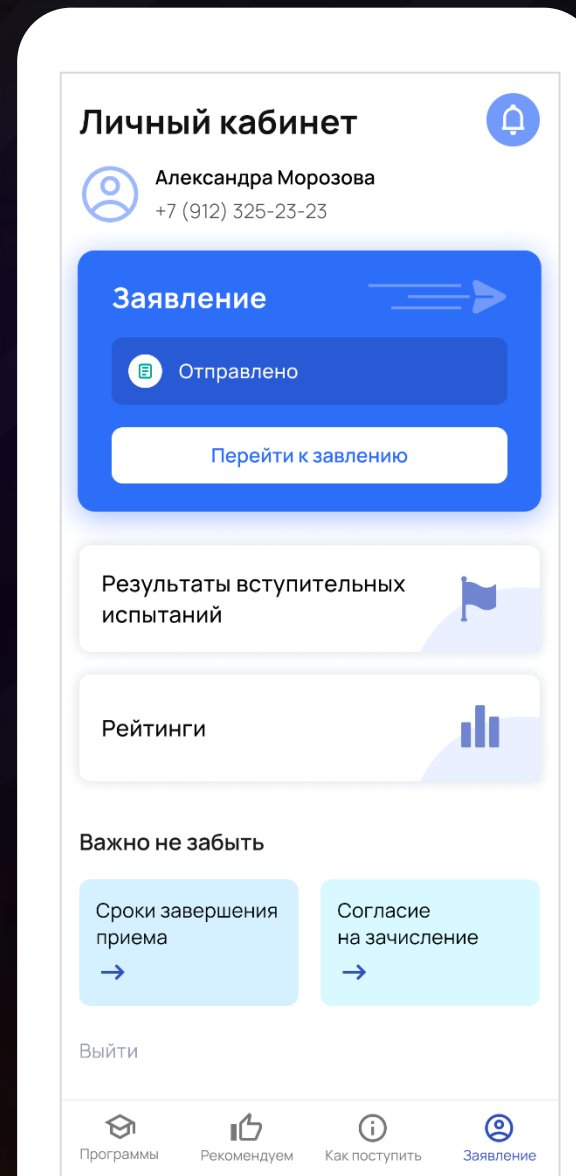 Личный кабинет
Александра Морозова
+7 (912) 325-23-23
Заявление
Отправлено
Перейти к завлению
Результаты вступительных
испытаний
Рейтинги
Важно не забыть
Сроки завершения
приема
Согласие
на зачисление
Выйти
Программы
Рекомендуем
Как поступить
Заявление